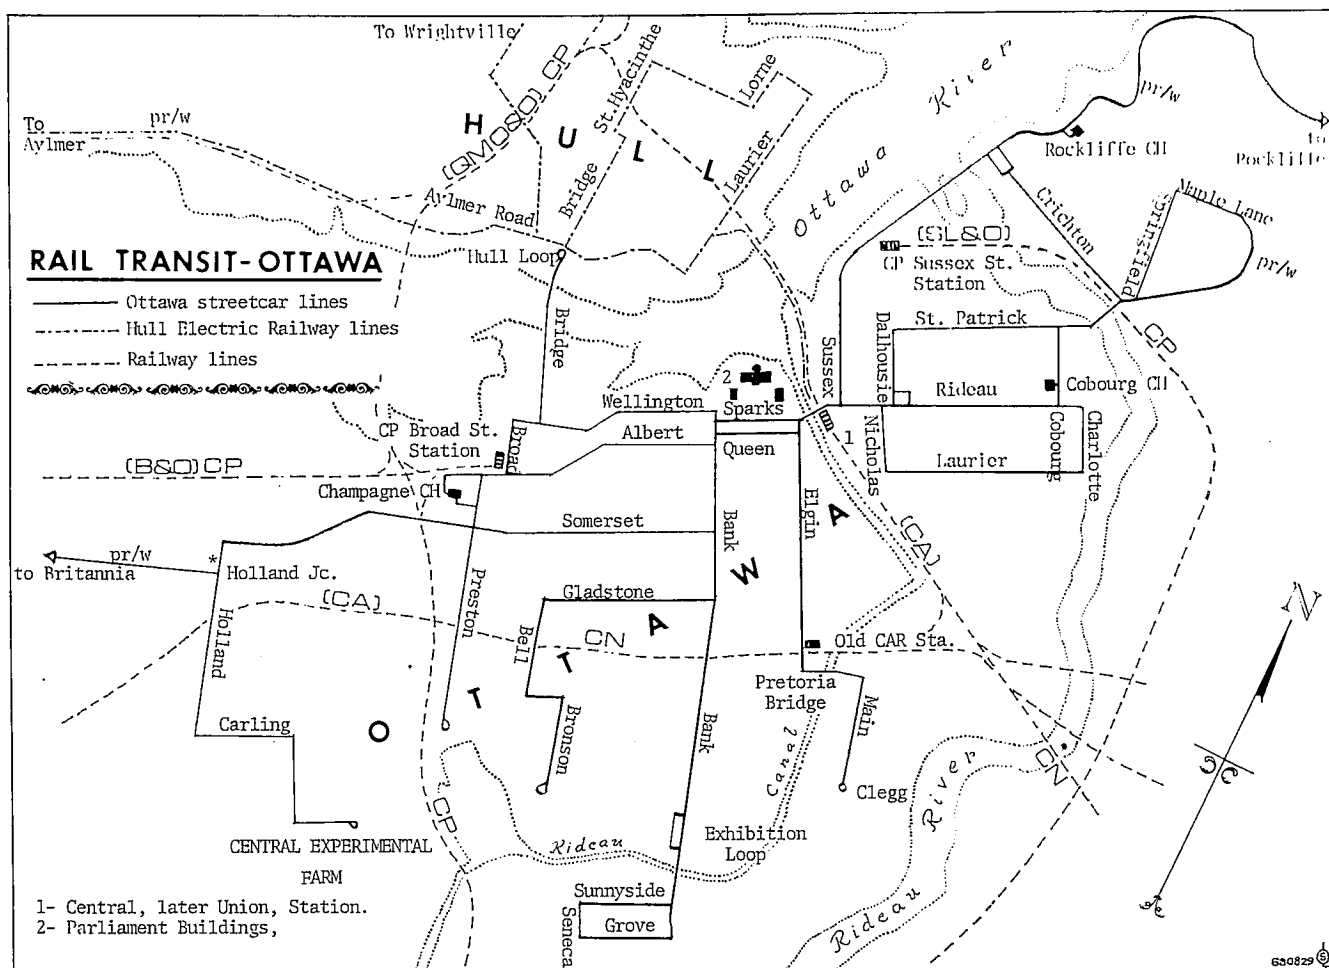 To Wrightville
(QMO&O) CP
St.Hyacinthe
Lorne
River
pr/w
To
Aylmer
pr/w
H U L L
Bridge
Laurier
Ottawa
Rockliffe CH
to
Rockliffe
Aylmer Road
Crichton
Springfield
Maple Lane
pr/w
RAIL TRANSIT-OTTAWA
Hull Loop
(SL&O)
CP Sussex St.
Station
Ottawa streetcar lines
Hull Electric Railway lines
Railway lines
Bridge
Sussex
Dalhousie
St. Patrick
CP
2
Wellington
Sparks
Rideau
Cobourg CH
CP Broad St.
Station
Broad
Albert
Queen
1
Nicholas
Laurier
Cobourg
Charlotte
(B&O) CP
Champagne CH
Somerset
Bank
Elgin
(CA)
pr/w
*
to Britannia
Holland Jc.
Gladstone
Preston
Holland
(CA)
Bell
CN
Old CAR Sta.
O T T A W A
Pretoria
Bridge
Main
Carling
Bronson
Bank
Canal
CN
River
Clegg
N
CP
CENTRAL EXPERIMENTAL
FARM
Rideau
Exhibition
Loop
Sunnyside
Seneca
Grove
Rideau
1- Central, later Union, Station.
2- Parliament Buildings,